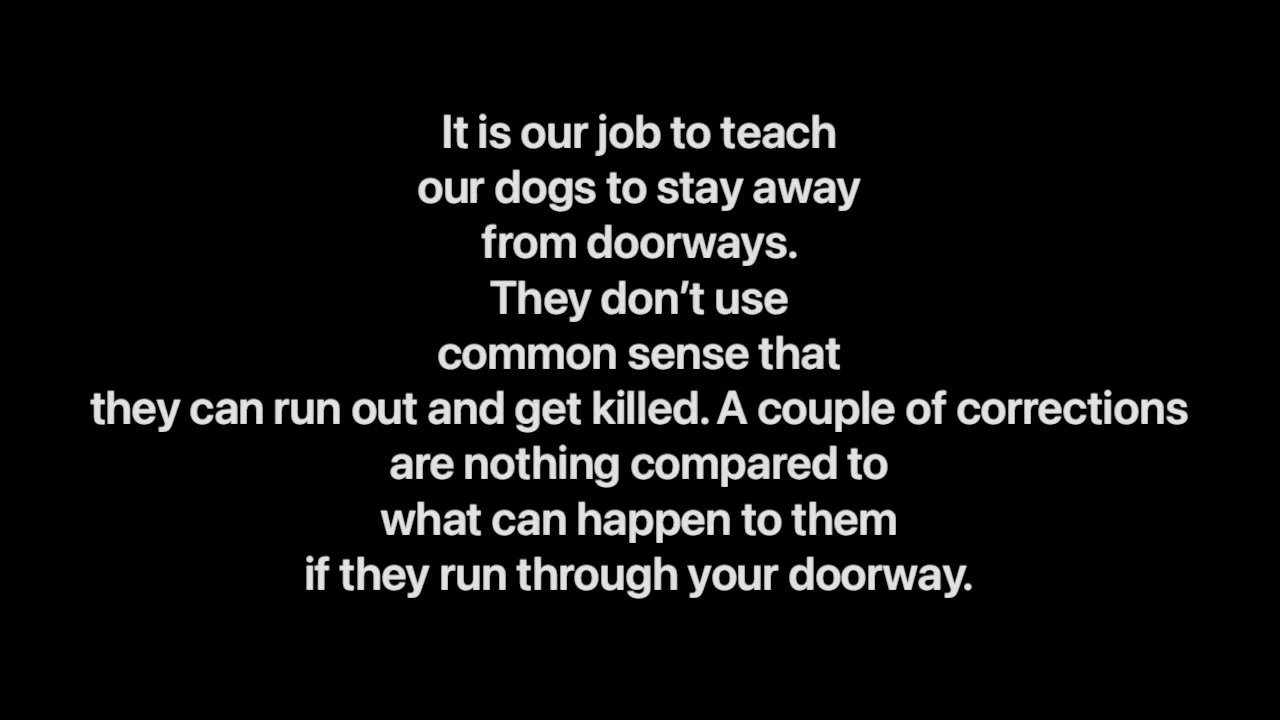 It is our job to teach
our dogs to stay away
from doorways.
They don’t use
common sense that
they can run out and get killed. A couple of corrections
are nothing compared to
what can happen to them
if they run through your doorway.